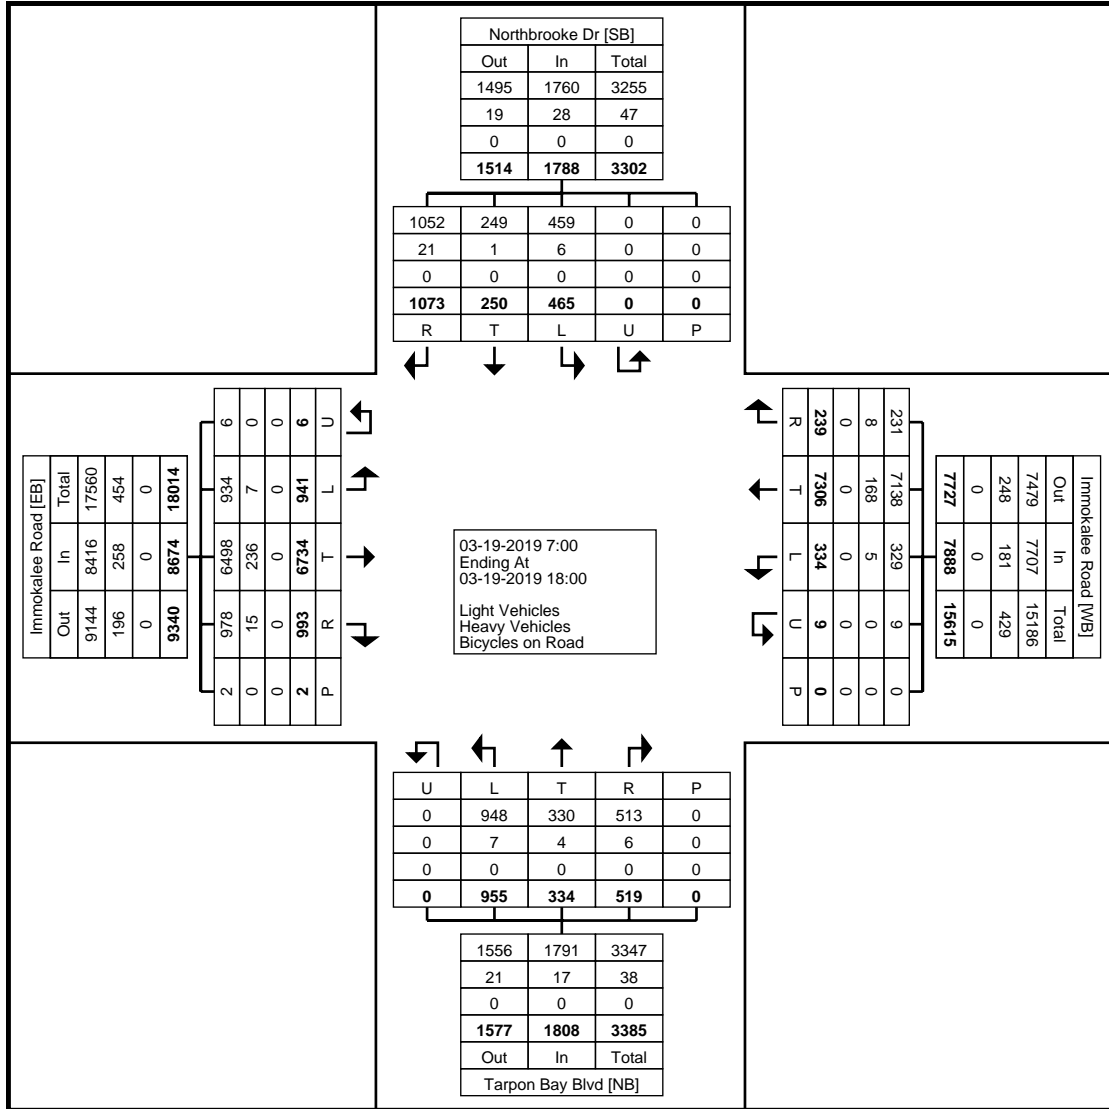 Northbrooke Dr [SB]
Out In Total
1495 1760 3255
19 28 47
0 0 0
1514 1788 3302
1052 249 459 0 0
21 1 6 0 0
0 0 0 0 0
1073 250 465 0 0
R T L U P
Immokalee Road [EB]
Total In Out
17560 8416 9144
454 258 196
0 0 0
18014 8674 9340
6 934 6498 978 2
0 7 236 15 0
0 0 0 0 0
6 941 6734 993 2
U L T R P
03-19-2019 7:00
Ending At
03-19-2019 18:00
Light Vehicles
Heavy Vehicles
Bicycles on Road
Immokalee Road [WB]
Out In Total
7479 7707 15186
248 181 429
0 0 0
7727 7888 15615
231 7138 329 9 0
8 168 5 0 0
0 0 0 0 0
239 7306 334 9 0
R T L U P
U L T R P
0 948 330 513 0
0 7 4 6 0
0 0 0 0 0
0 955 334 519 0
1556 1791 3347
21 17 38
0 0 0
1577 1808 3385
Out In Total
Tarpon Bay Blvd [NB]